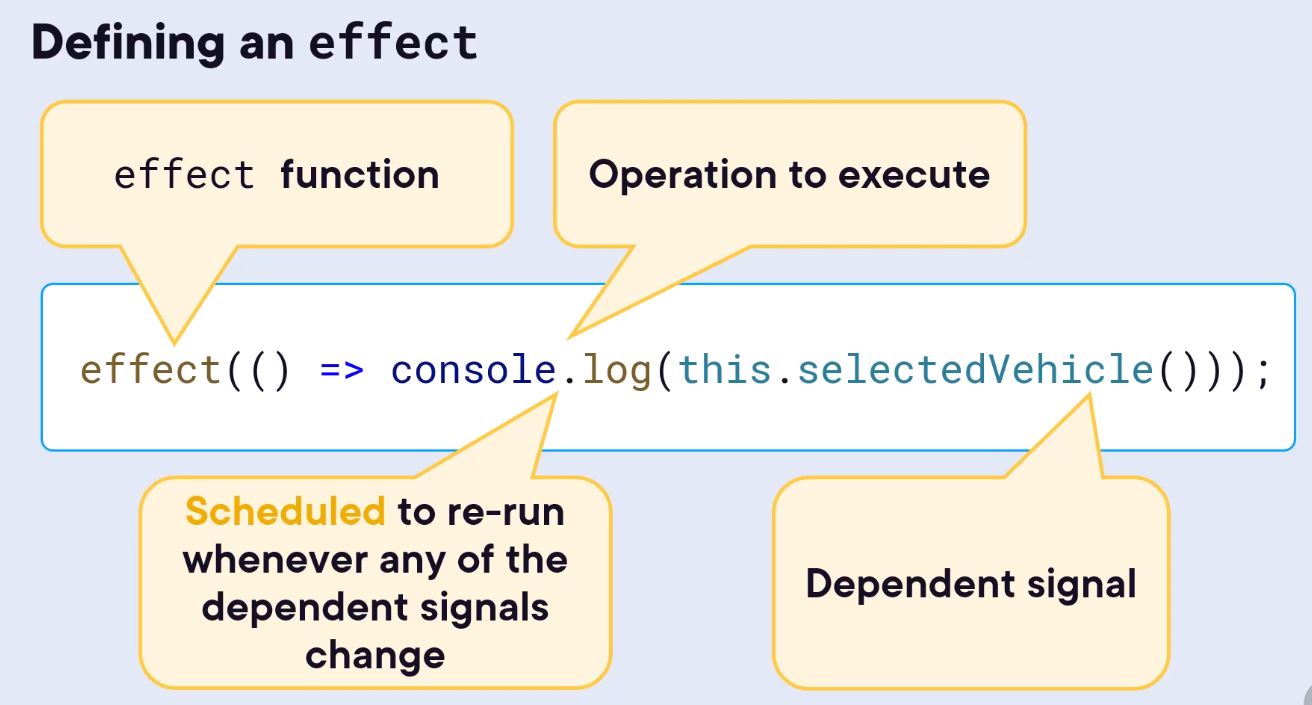 Defining an effect
effect function
Operation to execute
effect(() => console.log(this.selectedVehicle()));
Scheduled to re-run
whenever any of the
dependent signals
change
Dependent signal